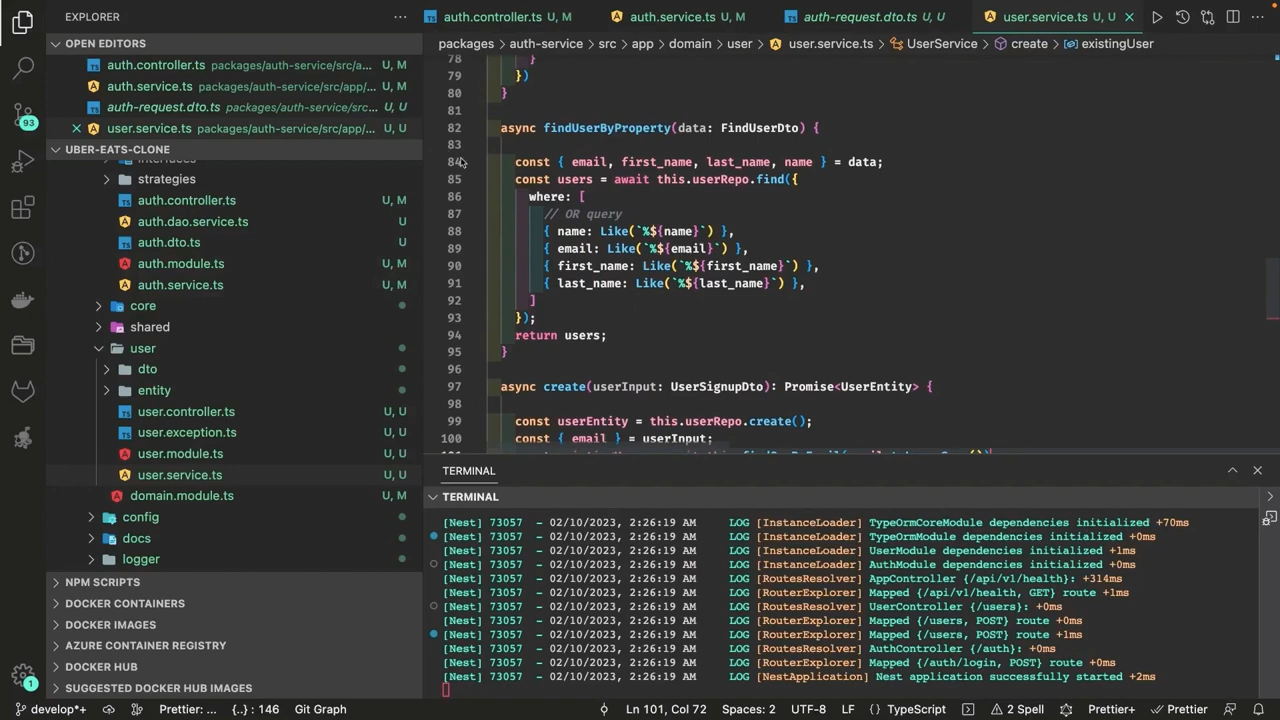 EXPLORER
OPEN EDITORS
auth.controller.ts packages/auth-service/src/a... U, M
auth.service.ts packages/auth-service/src/app/... U, M
auth-request.dto.ts packages/auth-service/src... U, U
user.service.ts packages/auth-service/src/app/... U, U
UBER-EATS-CLONE
interfaces
strategies
auth.controller.ts U, M
auth.dao.service.ts U
auth.dto.ts U
auth.module.ts U, M
auth.service.ts U, M
core
shared
user
dto
entity
user.controller.ts U, U
user.exception.ts U, U
user.module.ts U, U
user.service.ts U, U
domain.module.ts U, M
config
docs
logger
NPM SCRIPTS
DOCKER CONTAINERS
DOCKER IMAGES
AZURE CONTAINER REGISTRY
DOCKER HUB
SUGGESTED DOCKER HUB IMAGES
93
1
auth.controller.ts U, M auth.service.ts U, M auth-request.dto.ts U, U user.service.ts U, U
packages > auth-service > src > app > domain > user > user.service.ts > UserService > create > existingUser
78 }
79 })
80 }
81
82 async findUserByProperty(data: FindUserDto) {
83
84 const { email, first_name, last_name, name } = data;
85 const users = await this.userRepo.find({
86 where: [
87 // OR query
88 { name: Like(`%${name}`) },
89 { email: Like(`%${email}`) },
90 { first_name: Like(`%${first_name}`) },
91 { last_name: Like(`%${last_name}`) },
92 ]
93 });
94 return users;
95 }
96
97 async create(userInput: UserSignupDto): Promise<UserEntity> {
98
99 const userEntity = this.userRepo.create();
100 const { email } = userInput;
TERMINAL
TERMINAL
[Nest] 73057 - 02/10/2023, 2:26:19 AM LOG [InstanceLoader] TypeOrmCoreModule dependencies initialized +70ms
[Nest] 73057 - 02/10/2023, 2:26:19 AM LOG [InstanceLoader] TypeOrmModule dependencies initialized +0ms
[Nest] 73057 - 02/10/2023, 2:26:19 AM LOG [InstanceLoader] UserModule dependencies initialized +1ms
[Nest] 73057 - 02/10/2023, 2:26:19 AM LOG [InstanceLoader] AuthModule dependencies initialized +0ms
[Nest] 73057 - 02/10/2023, 2:26:19 AM LOG [RoutesResolver] AppController {/api/v1/health}: +314ms
[Nest] 73057 - 02/10/2023, 2:26:19 AM LOG [RouterExplorer] Mapped {/api/v1/health, GET} route +1ms
[Nest] 73057 - 02/10/2023, 2:26:19 AM LOG [RoutesResolver] UserController {/users}: +0ms
[Nest] 73057 - 02/10/2023, 2:26:19 AM LOG [RouterExplorer] Mapped {/users, POST} route +0ms
[Nest] 73057 - 02/10/2023, 2:26:19 AM LOG [RouterExplorer] Mapped {/users, POST} route +1ms
[Nest] 73057 - 02/10/2023, 2:26:19 AM LOG [RoutesResolver] AuthController {/auth}: +0ms
[Nest] 73057 - 02/10/2023, 2:26:19 AM LOG [RouterExplorer] Mapped {/auth/login, POST} route +0ms
[Nest] 73057 - 02/10/2023, 2:26:19 AM LOG [NestApplication] Nest application successfully started +2ms
develop*+ Prettier: ... {..} : 146 Git Graph Ln 101, Col 72 Spaces: 2 UTF-8 LF {} TypeScript 2 Spell Prettier+ Prettier